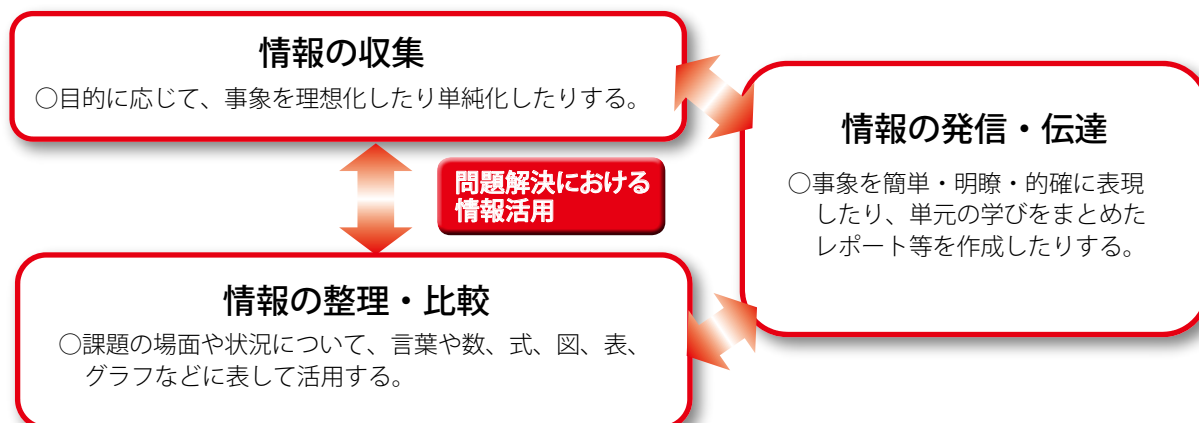 情報の収集
○目的に応じて、事象を理想化したり単純化したりする。
問題解決における
情報活用
情報の整理・比較
○課題の場面や状況について、言葉や数、式、図、表、
グラフなどに表して活用する。
情報の発信・伝達
○事象を簡単・明瞭・的確に表現
したり、単元の学びをまとめた
レポート等を作成したりする。